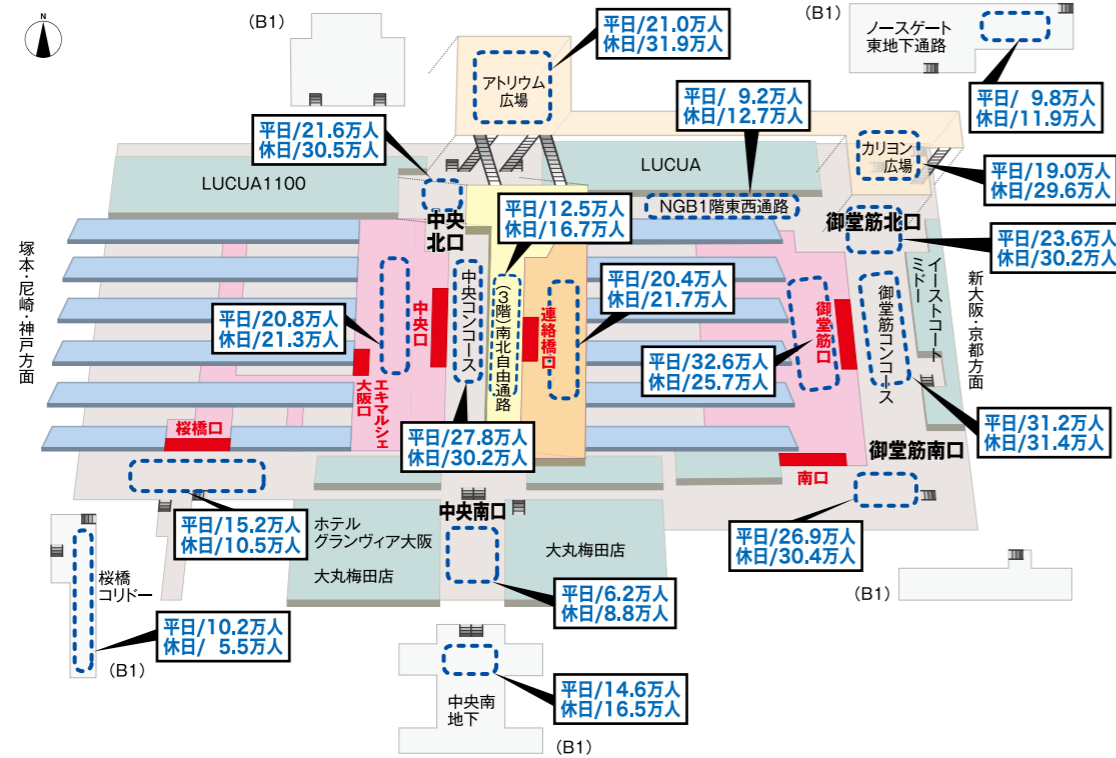 N
(B1)
平日/21.0万人
休日/31.9万人
アトリウム
広場
(B1)
ノースゲート
東地下通路
平日/ 9.8万人
休日/11.9万人
平日/ 9.2万人
休日/12.7万人
平日/21.6万人
休日/30.5万人
LUCUA1100
LUCUA
カリヨン
広場
平日/19.0万人
休日/29.6万人
NGB1階東西通路
中央
北口
平日/12.5万人
休日/16.7万人
御堂筋北口
平日/23.6万人
休日/30.2万人
塚本・尼崎・神戸方面
中央口
中央コンコース
(3階)南北自由通路
連絡橋口
平日/20.4万人
休日/21.7万人
御堂筋口
御堂筋コンコース
イーストコート
ミドー
新大阪・京都方面
平日/20.8万人
休日/21.3万人
平日/32.6万人
休日/25.7万人
エキマルシェ
大阪口
桜橋口
平日/27.8万人
休日/30.2万人
平日/31.2万人
休日/31.4万人
御堂筋南口
南口
平日/15.2万人
休日/10.5万人
ホテル
グランヴィア大阪
大丸梅田店
中央南口
大丸梅田店
平日/26.9万人
休日/30.4万人
平日/6.2万人
休日/8.8万人
(B1)
桜橋
コリドー
平日/10.2万人
休日/ 5.5万人
(B1)
中央南
地下
平日/14.6万人
休日/16.5万人
(B1)